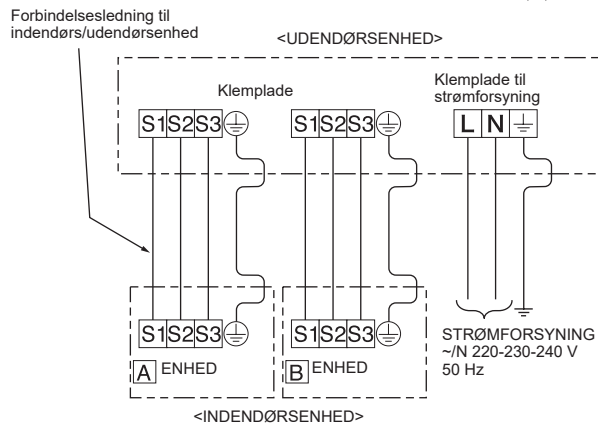 Forbindelsesledning til
indendørs/udendørsenhed
<UDENDØRSENHED>
Klemplade
Klemplade til
strømforsyning
S1 S2 S3
S1 S2 S3
L N
S1 S2 S3
S1 S2 S3
A ENHED
B ENHED
STRØMFORSYNING
~/N 220-230-240 V
50 Hz
<INDENDØRSENHED>